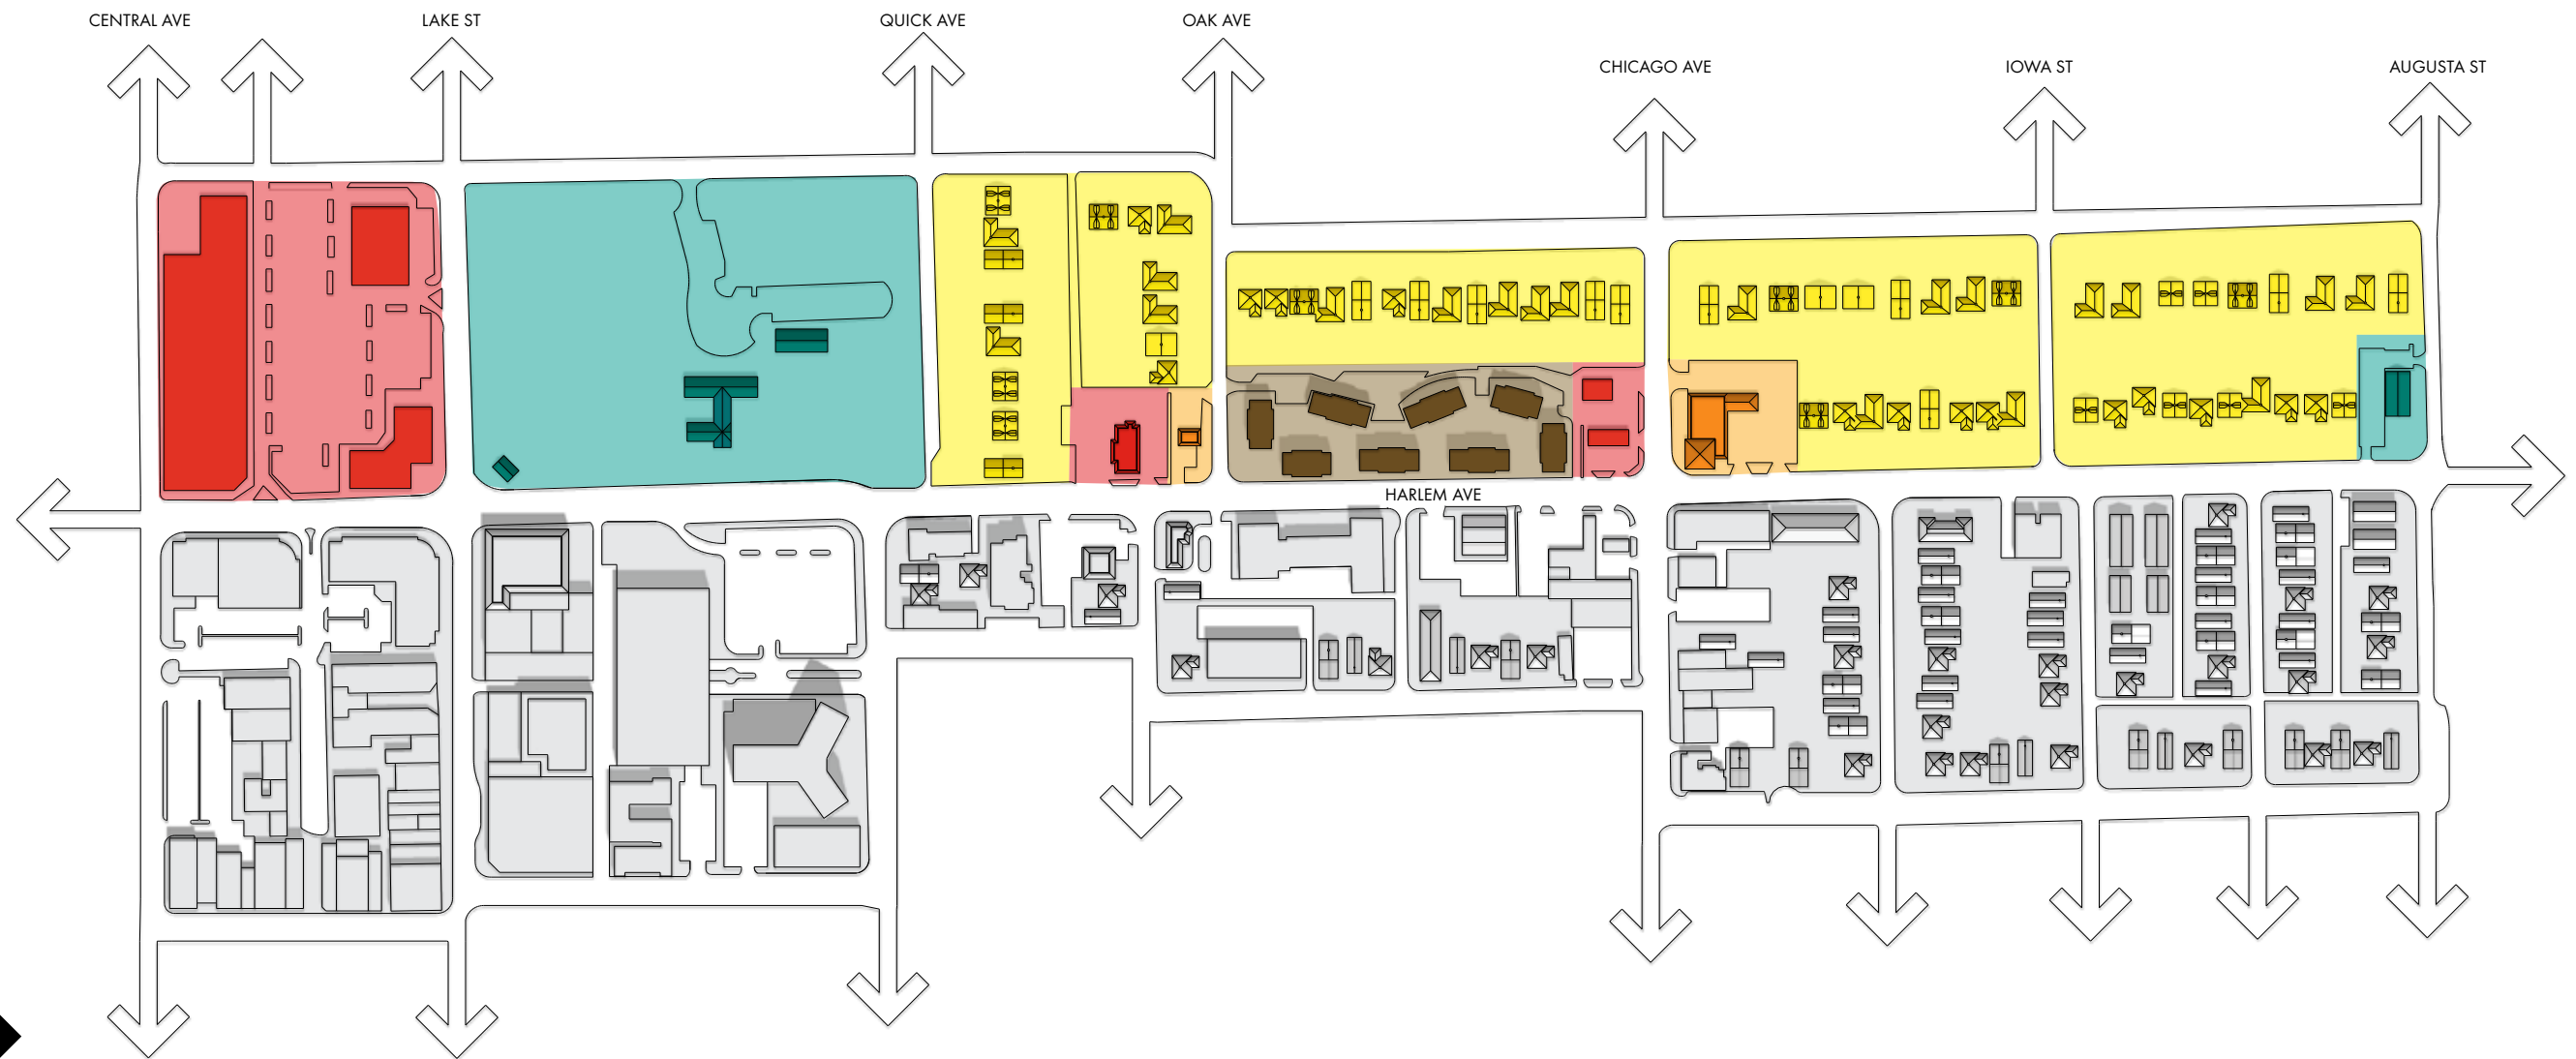 CENTRAL AVE
LAKE ST
QUICK AVE
OAK AVE
CHICAGO AVE
IOWA ST
AUGUSTA ST
HARLEM AVE